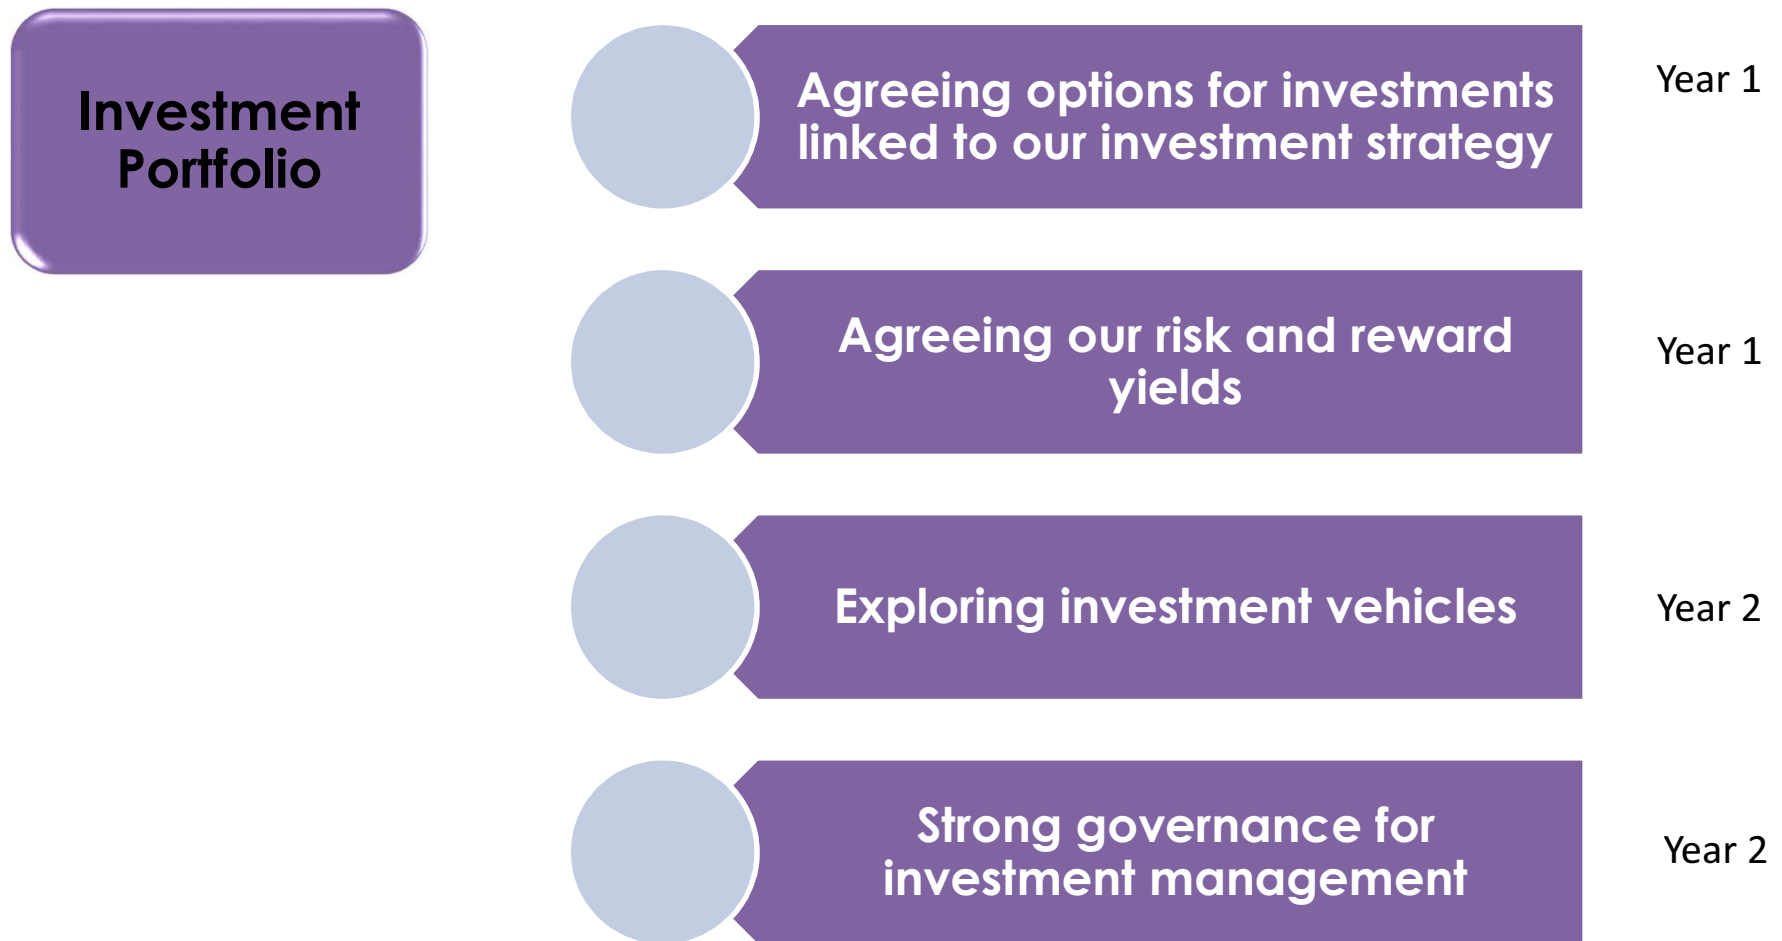 Investment
Portfolio
Agreeing options for investments
linked to our investment strategy
Year 1
Agreeing our risk and reward
yields
Year 1
Exploring investment vehicles
Year 2
Strong governance for
investment management
Year 2